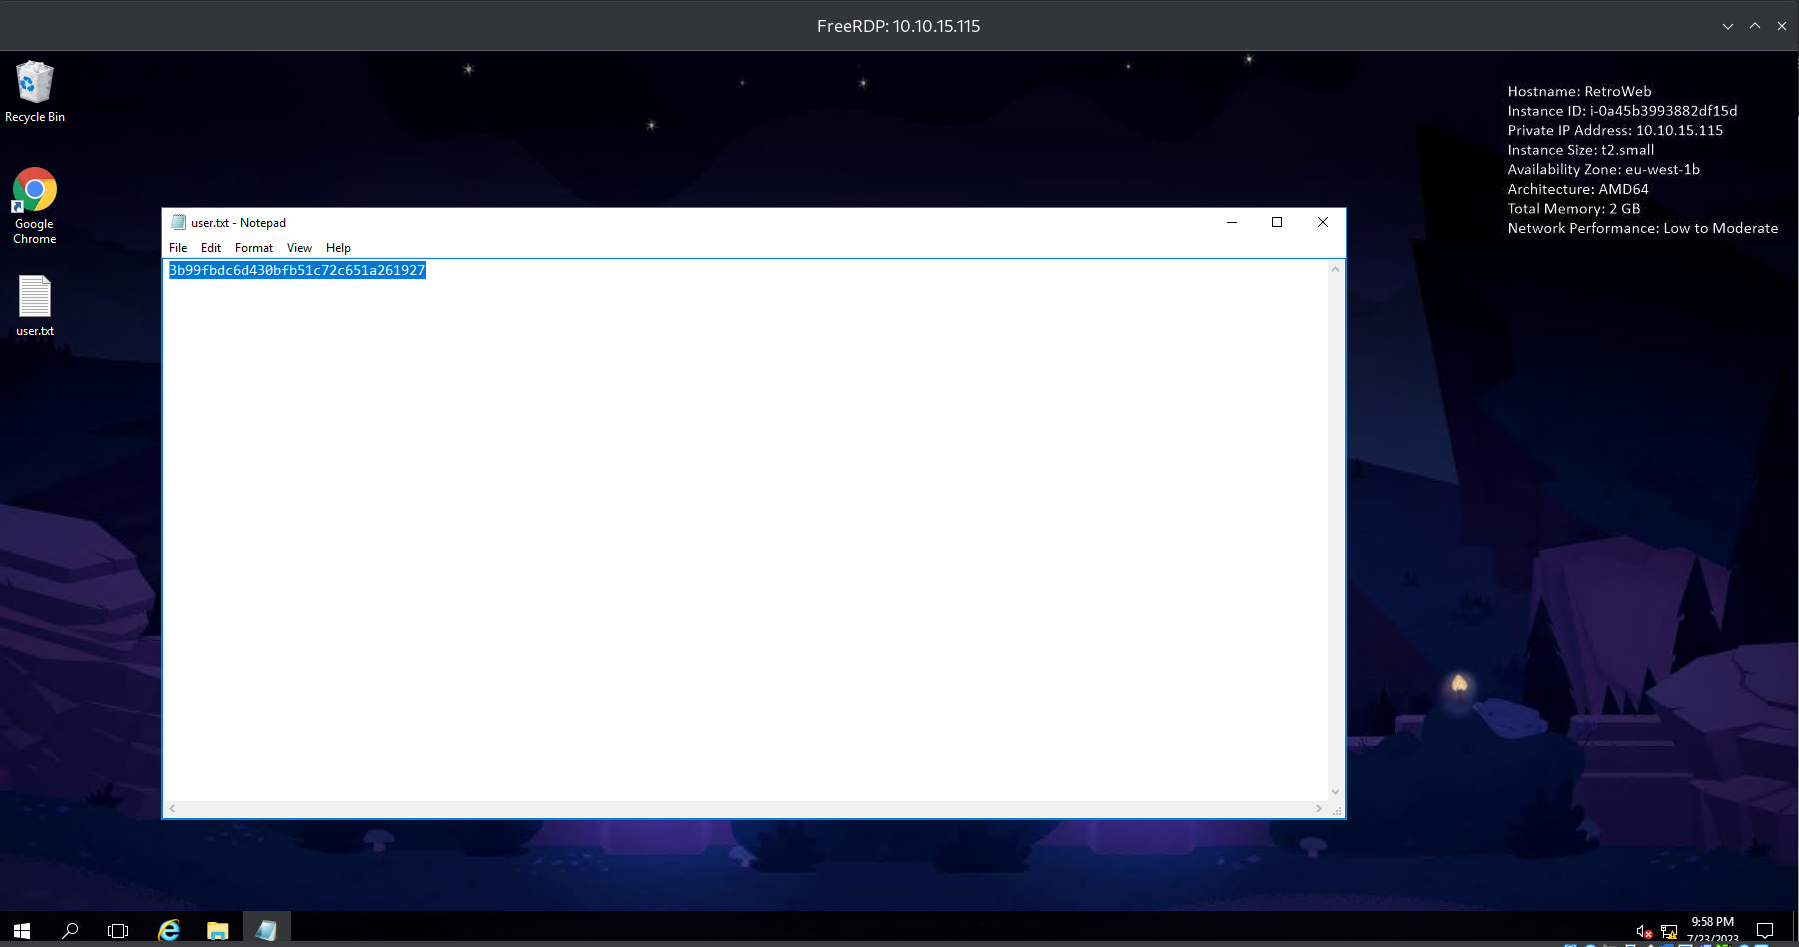 FreeRDP: 10.10.15.115
Recycle Bin
Google
Chrome
user.txt
Hostname: RetroWeb
Instance ID: i-0a45b3993882df15d
Private IP Address: 10.10.15.115
Instance Size: t2.small
Availability Zone: eu-west-1b
Architecture: AMD64
Total Memory: 2 GB
Network Performance: Low to Moderate
user.txt - Notepad
File Edit Format View Help
3b99fbdc6d430bfb51c72c651a261927
9:58 PM
7/23/2023